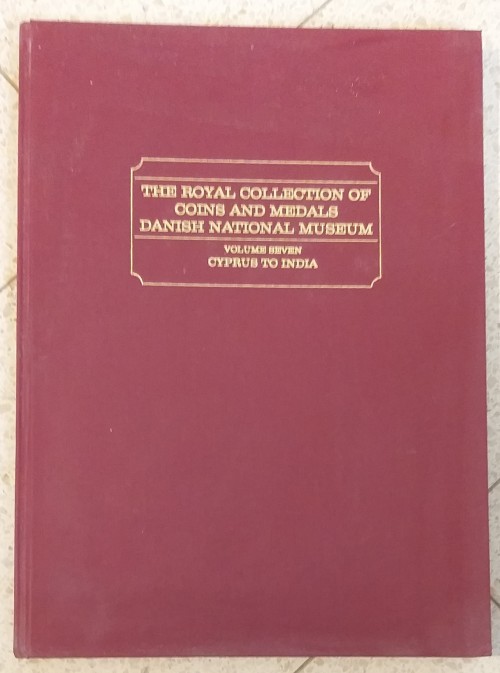 THE ROYAL COLLECTION OF
COINS AND MEDALS
DANISH NATIONAL MUSEUM
VOLUME SEVEN
CYPRUS TO INDIA